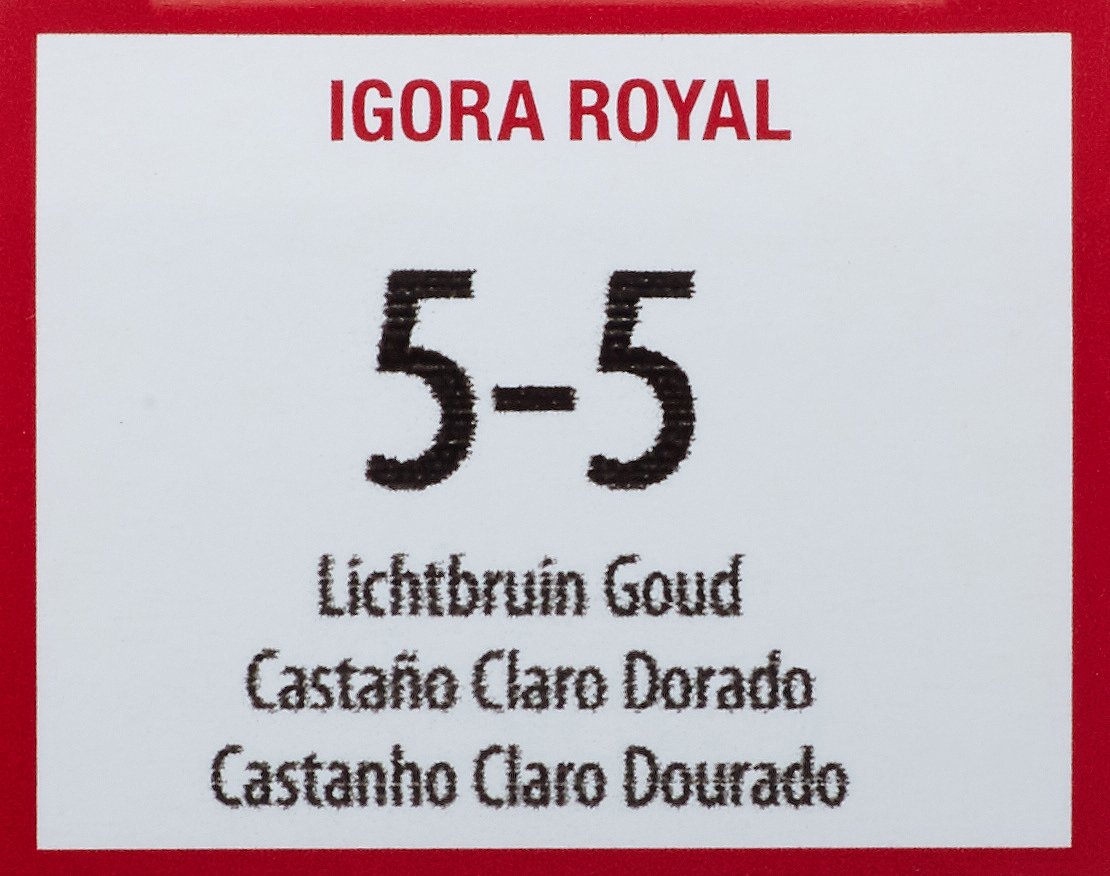 IGORA ROYAL
5-5
Lichtbruin Goud
Castaño Claro Dorado
Castanho Claro Dourado